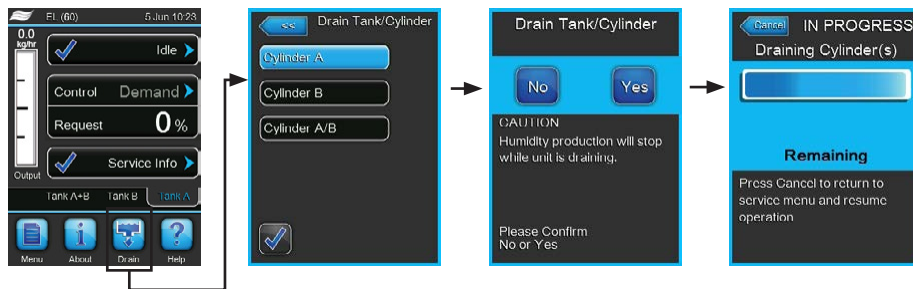 EL (60) 5 Jun 10:23
0.0
kg/hr
Idle
Control Demand
Request 0 %
Service Info
Output
Tank A+B Tank B Tank A
Menu About Drain Help
<< Drain Tank/Cylinder
Cylinder A
Cylinder B
Cylinder A/B
Drain Tank/Cylinder
No Yes
CAUTION
Humidity production will stop
while unit is draining.
Please Confirm
No or Yes
Cancel IN PROGRESS
Draining Cylinder(s)
Remaining
Press Cancel to return to
service menu and resume
operation